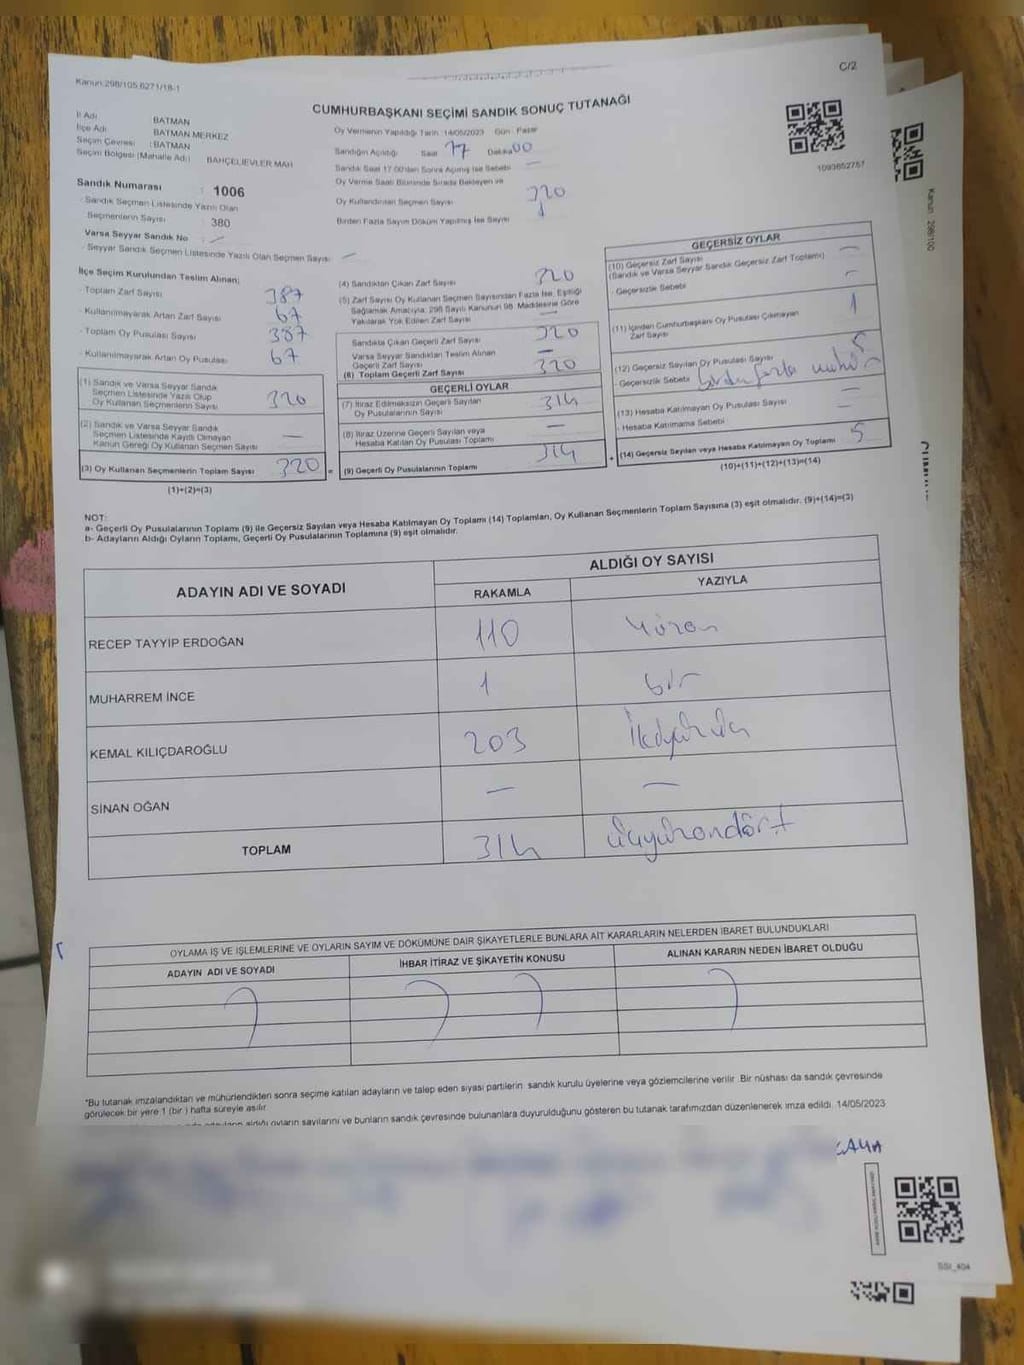 Kanun:298/105.6271/18-1
C/2
CUMHURBAŞKANI SEÇİMİ SANDIK SONUÇ TUTANAĞI
İl Adı BATMAN
İlçe Adı BATMAN MERKEZ
Seçim Çevresi : BATMAN
Seçim Bölgesi (Mahalle Adı) BAHÇELİEVLER MAH
Sandık Numarası : 1006
- Sandık Seçmen Listesinde Yazılı Olan
Seçmenlerin Sayısı : 380
Varsa Seyyar Sandık No : —
- Seyyar Sandık Seçmen Listesinde Yazılı Olan Seçmen Sayısı : —
Oy Vermenin Yapıldığı Tarih :14/05/2023 Gün : Pazar
Sandığın Açıldığı Saat 17 Dakika 00
Sandık Saat 17.00'den Sonra Açılmış İse Sebebi —
Oy Verme Saati Bitiminde Sırada Bekleyen ve
Oy Kullandırılan Seçmen Sayısı 320
Birden Fazla Sayım Döküm Yapılmış İse Sayısı 1
1093652757
Kanun 298/100
İlçe Seçim Kurulundan Teslim Alınan;
- Toplam Zarf Sayısı 387
- Kullanılmayarak Artan Zarf Sayısı 67
- Toplam Oy Pusulası Sayısı 387
- Kullanılmayarak Artan Oy Pusulası 67
(1) Sandık ve Varsa Seyyar Sandık
Seçmen Listesinde Yazılı Olup
Oy Kullanan Seçmenlerin Sayısı 320
(2) Sandık ve Varsa Seyyar Sandık
Seçmen Listesinde Kayıtlı Olmayan
Kanun Gereği Oy Kullanan Seçmen Sayısı —
(3) Oy Kullanan Seçmenlerin Toplam Sayısı 320 =
(1)+(2)=(3)
(4) Sandıktan Çıkan Zarf Sayısı 320
(5) Zarf Sayısı Oy Kullanan Seçmen Sayısından Fazla İse, Eşitliği
Sağlamak Amacıyla; 298 Sayılı Kanunun 98. Maddesine Göre
Yakılarak Yok Edilen Zarf Sayısı —
Sandıkta Çıkan Geçerli Zarf Sayısı 320
Varsa Seyyar Sandıktan Teslim Alınan
Geçerli Zarf Sayısı —
(6) Toplam Geçerli Zarf Sayısı 320
GEÇERLİ OYLAR
(7) İtiraz Edilmeksizin Geçerli Sayılan
Oy Pusulalarının Sayısı 314
(8) İtiraz Üzerine Geçerli Sayılan veya
Hesaba Katılan Oy Pusulası Toplamı —
(9) Geçerli Oy Pusulalarının Toplamı 314 +
GEÇERSİZ OYLAR
(10) Geçersiz Zarf Sayısı
(Sandık ve Varsa Seyyar Sandık Geçersiz Zarf Toplamı) —
- Geçersizlik Sebebi —
(11) İçinden Cumhurbaşkanı Oy Pusulası Çıkmayan
Zarf Sayısı 1
(12) Geçersiz Sayılan Oy Pusulası Sayısı 5
- Geçersizlik Sebebi birden fazla mühür
(13) Hesaba Katılmayan Oy Pusulası Sayısı —
- Hesaba Katılmama Sebebi —
(14) Geçersiz Sayılan veya Hesaba Katılmayan Oy Toplamı 5
(10)+(11)+(12)+(13)=(14)
NOT:
a- Geçerli Oy Pusulalarının Toplamı (9) ile Geçersiz Sayılan veya Hesaba Katılmayan Oy Toplamı (14) Toplamları, Oy Kullanan Seçmenlerin Toplam Sayısına (3) eşit olmalıdır. (9)+(14)=(3)
b- Adayların Aldığı Oyların Toplamı, Geçerli Oy Pusulalarının Toplamına (9) eşit olmalıdır.
ADAYIN ADI VE SOYADI
ALDIĞI OY SAYISI
RAKAMLA YAZIYLA
RECEP TAYYIP ERDOĞAN 110 Yüzon
MUHARREM İNCE 1 bir
KEMAL KILIÇDAROĞLU 203 İkiyüzüç
SİNAN OĞAN — —
TOPLAM 314 üçyüzondört
OYLAMA İŞ VE İŞLEMLERİNE VE OYLARIN SAYIM VE DÖKÜMÜNE DAİR ŞİKAYETLERLE BUNLARA AİT KARARLARIN NELERDEN İBARET BULUNDUKLARI
ADAYIN ADI VE SOYADI İHBAR İTİRAZ VE ŞİKAYETİN KONUSU ALINAN KARARIN NEDEN İBARET OLDUĞU
*Bu tutanak imzalandıktan ve mühürlendikten sonra seçime katılan adayların ve talep eden siyasi partilerin sandık kurulu üyelerine veya gözlemcilerine verilir. Bir nüshası da sandık çevresinde
görülecek bir yere 1 (bir ) hafta süreyle asılır.
aldığı oyların sayılarını ve bunların sandık çevresinde bulunanlara duyurulduğunu gösteren bu tutanak tarafımızdan düzenlenerek imza edildi. 14/05/2023
SSI_404